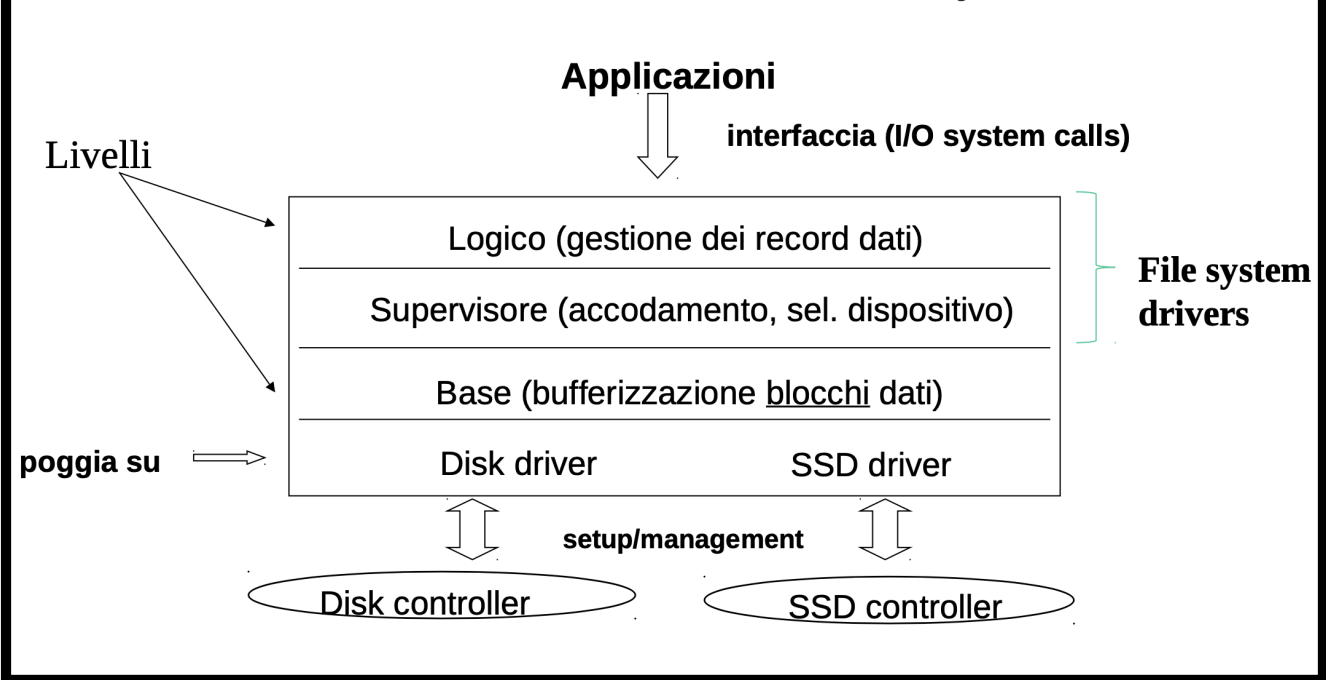 Applicazioni
interfaccia (I/O system calls)
Livelli
Logico (gestione dei record dati)
Supervisore (accodamento, sel. dispositivo)
File system
drivers
Base (bufferizzazione blocchi dati)
poggia su
Disk driver
SSD driver
setup/management
Disk controller
SSD controller